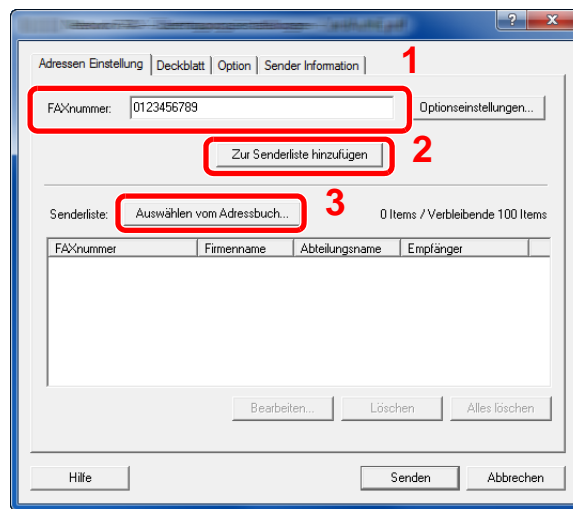 Adressen Einstellung Deckblatt Option Sender Information 1
FAXnummer: 0123456789 Optionseinstellungen...
Zur Senderliste hinzufügen 2
3
Senderliste: Auswählen vom Adressbuch... 0 Items / Verbleibende 100 Items
FAXnummer Firmenname Abteilungsname Empfänger
Bearbeiten... Löschen Alles löschen
Hilfe Senden Abbrechen